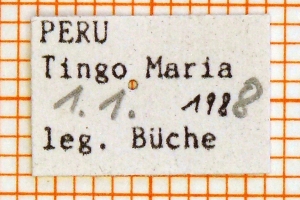 PERU
Tingo Maria
1. 1. 1988
leg. Büche